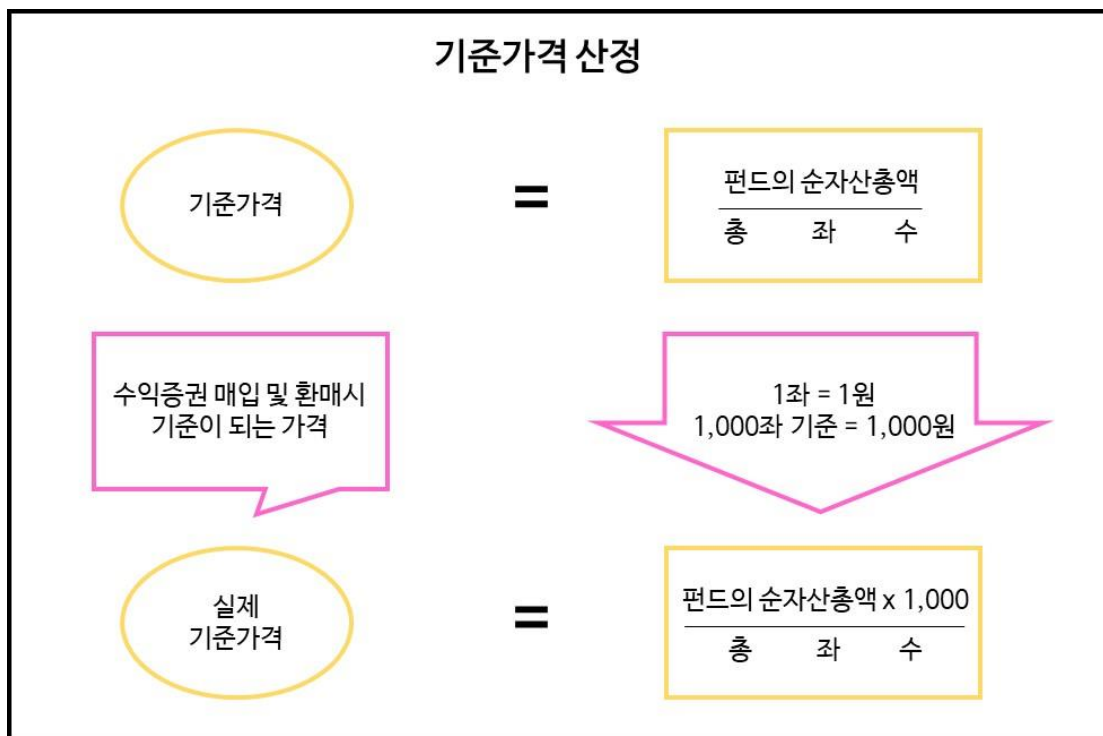 기준가격 산정
기준가격
=
펀드의 순자산총액
총 좌 수
수익증권 매입 및 환매시
기준이 되는 가격
1좌 = 1원
1,000좌 기준 = 1,000원
실제
기준가격
=
펀드의 순자산총액 x 1,000
총 좌 수